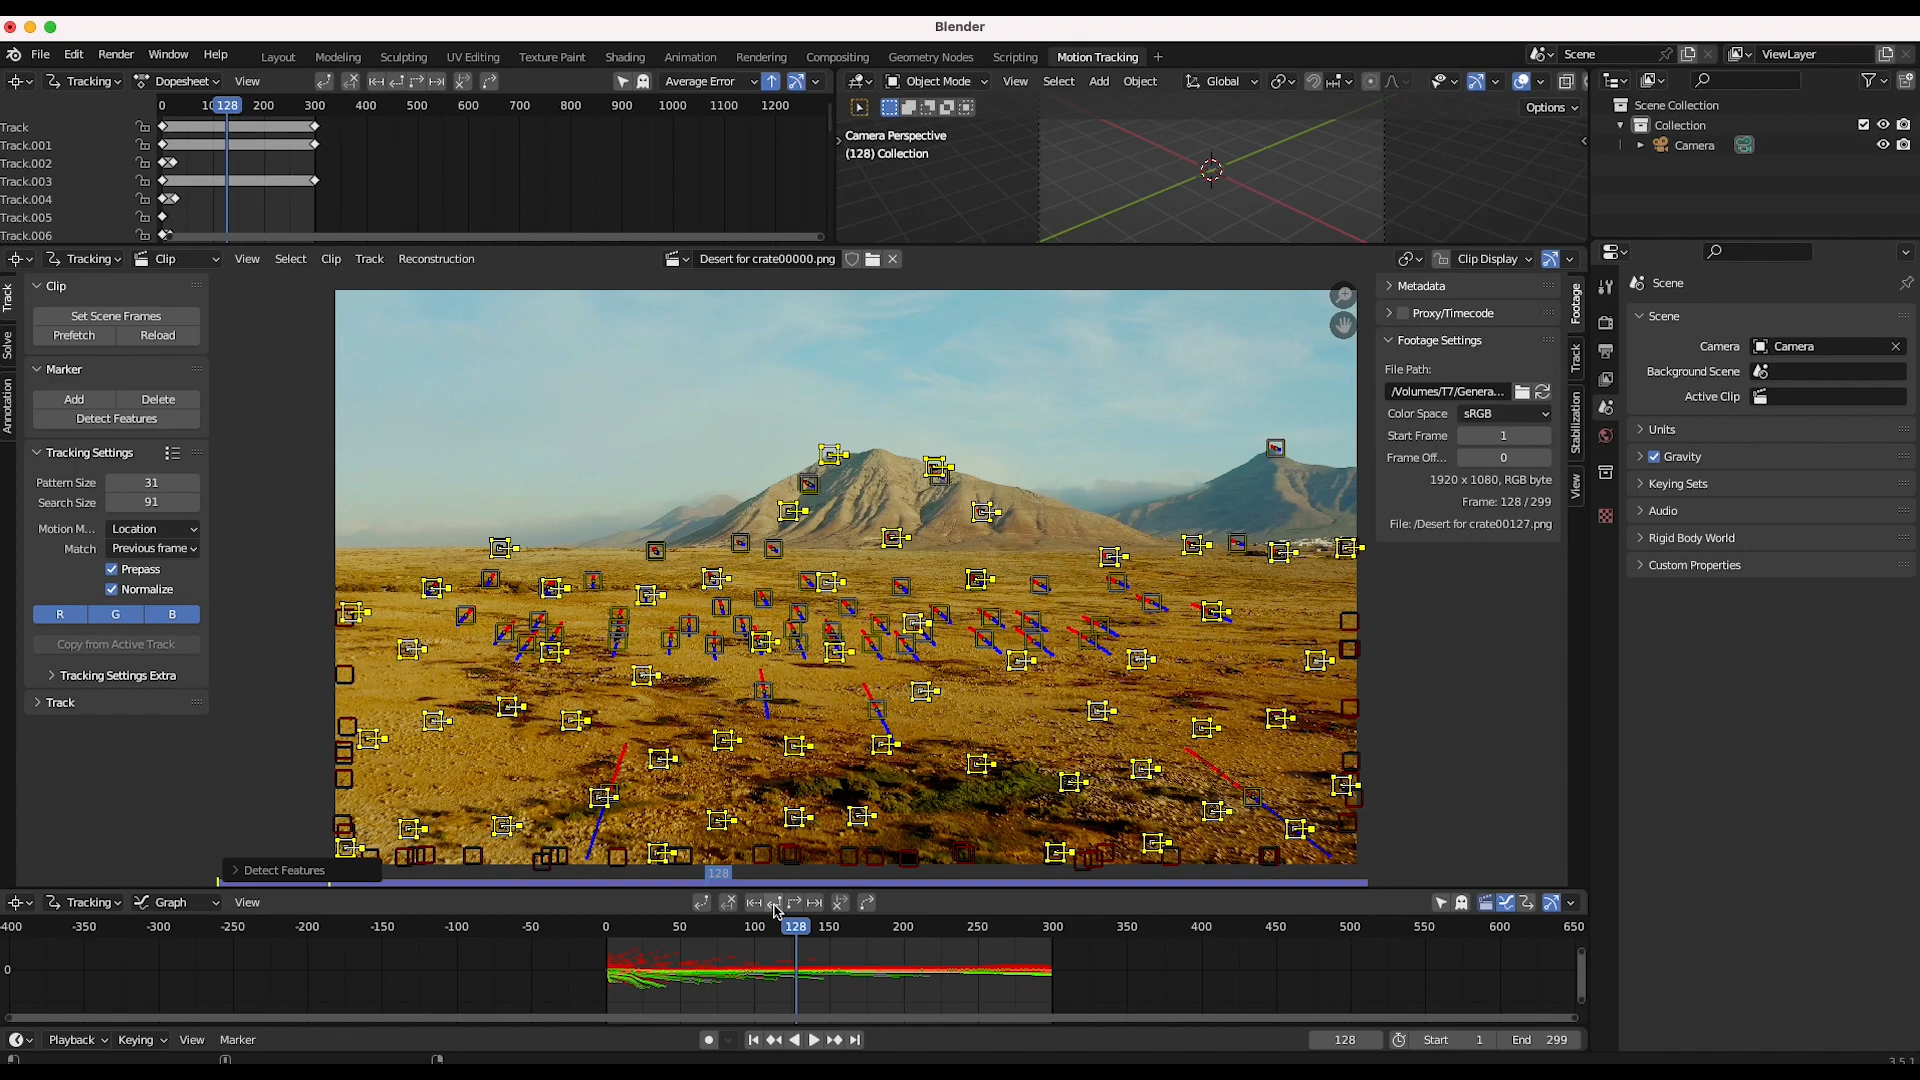 Blender
File Edit Render Window Help Layout Modeling Sculpting UV Editing Texture Paint Shading Animation Rendering Compositing Geometry Nodes Scripting Motion Tracking + Scene ViewLayer
Tracking Dopesheet View Average Error Object Mode View Select Add Object Global
0 10 128 200 300 400 500 600 700 800 900 1000 1100 1200 Options
Track
Track.001
Track.002
Track.003
Track.004
Track.005
Track.006
Camera Perspective
(128) Collection
Scene Collection
Collection
Camera
Tracking Clip View Select Clip Track Reconstruction Desert for crate00000.png Clip Display
Track
Solve
Annotation
Clip
Set Scene Frames
Prefetch Reload
Marker
Add Delete
Detect Features
Tracking Settings
Pattern Size 31
Search Size 91
Motion M... Location
Match Previous frame
Prepass
Normalize
R G B
Copy from Active Track
Tracking Settings Extra
Track
Detect Features
128
Metadata
Proxy/Timecode
Footage Settings
File Path:
/Volumes/T7/Genera...
Color Space sRGB
Start Frame 1
Frame Off... 0
1920 x 1080, RGB byte
Frame: 128 / 299
File: /Desert for crate00127.png
Footage
Track
Stabilization
View
Scene
Scene
Camera Camera
Background Scene
Active Clip
Units
Gravity
Keying Sets
Audio
Rigid Body World
Custom Properties
Tracking Graph View
-400 -350 -300 -250 -200 -150 -100 -50 0 50 100 128 150 200 250 300 350 400 450 500 550 600 650
0
Playback Keying View Marker 128 Start 1 End 299
3.5.1